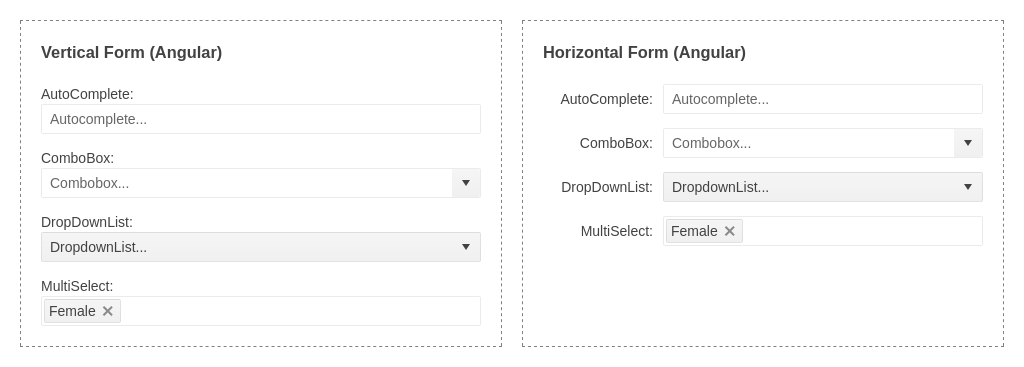 Vertical Form (Angular)
AutoComplete:
Autocomplete...
ComboBox:
Combobox...
DropDownList:
DropdownList...
MultiSelect:
Female
Horizontal Form (Angular)
AutoComplete: Autocomplete...
ComboBox: Combobox...
DropDownList: DropdownList...
MultiSelect: Female